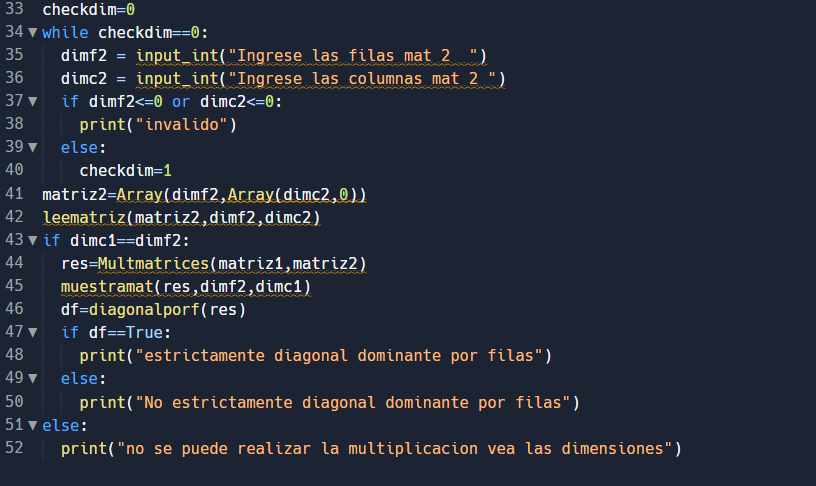 33 checkdim=0
34 while checkdim==0:
35   dimf2 = input_int("Ingrese las filas mat 2  ")
36   dimc2 = input_int("Ingrese las columnas mat 2 ")
37   if dimf2<=0 or dimc2<=0:
38     print("invalido")
39   else:
40     checkdim=1
41 matriz2=Array(dimf2,Array(dimc2,0))
42 leematriz(matriz2,dimf2,dimc2)
43 if dimc1==dimf2:
44   res=Multmatrices(matriz1,matriz2)
45   muestramat(res,dimf2,dimc1)
46   df=diagonalporf(res)
47   if df==True:
48     print("estrictamente diagonal dominante por filas")
49   else:
50     print("No estrictamente diagonal dominante por filas")
51 else:
52   print("no se puede realizar la multiplicacion vea las dimensiones")